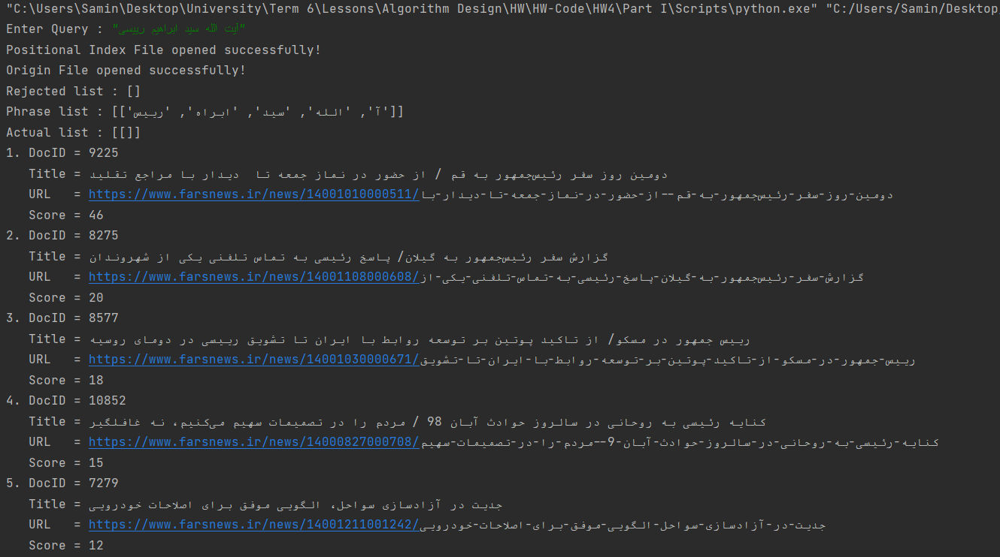 "C:\Users\Samin\Desktop\University\Term 6\Lessons\Algorithm Design\HW\HW-Code\HW4\Part I\Scripts\python.exe" "C:/Users/Samin/Desktop/
Enter Query : "آیت الله سید ابراهیم رییسی"
Positional Index File opened successfully!
Origin File opened successfully!
Rejected list : []
Phrase list : [['آ', 'الله', 'سید', 'ابراه', 'رییس']]
Actual list : [[]]
1. DocID = 9225
Title = دومین روز سفر رئیس‌جمهور به قم / از حضور در نماز جمعه تا  دیدار با مراجع تقلید
URL   = https://www.farsnews.ir/news/14001010000511/دومین-روز-سفر-رئیس‌جمهور-به-قم--از-حضور-در-نماز-جمعه-تا-دیدار-با
Score = 46
2. DocID = 8275
Title = گزارش سفر رئیس‌جمهور به گیلان/ پاسخ رئیسی به تماس تلفنی یکی از شهروندان
URL   = https://www.farsnews.ir/news/14001108000608/گزارش-سفر-رئیس‌جمهور-به-گیلان-پاسخ-رئیسی-به-تماس-تلفنی-یکی-از
Score = 20
3. DocID = 8577
Title = رییس جمهور در مسکو/ از تاکید پوتین بر توسعه روابط با ایران تا تشویق رییسی در دومای روسیه
URL   = https://www.farsnews.ir/news/14001030000671/رییس-جمهور-در-مسکو-از-تاکید-پوتین-بر-توسعه-روابط-با-ایران-تا-تشویق
Score = 18
4. DocID = 10852
Title = کنایه رئیسی به روحانی در سالروز حوادث آبان 98 / مردم را در تصمیمات سهیم می‌کنیم، نه غافلگیر
URL   = https://www.farsnews.ir/news/14000827000708/کنایه-رئیسی-به-روحانی-در-سالروز-حوادث-آبان-9--مردم-را-در-تصمیمات-سهیم
Score = 15
5. DocID = 7279
Title = جدیت در آزادسازی سواحل، الگویی موفق برای اصلاحات خودرویی
URL   = https://www.farsnews.ir/news/14001211001242/جدیت-در-آزادسازی-سواحل-الگویی-موفق-برای-اصلاحات-خودرویی
Score = 12